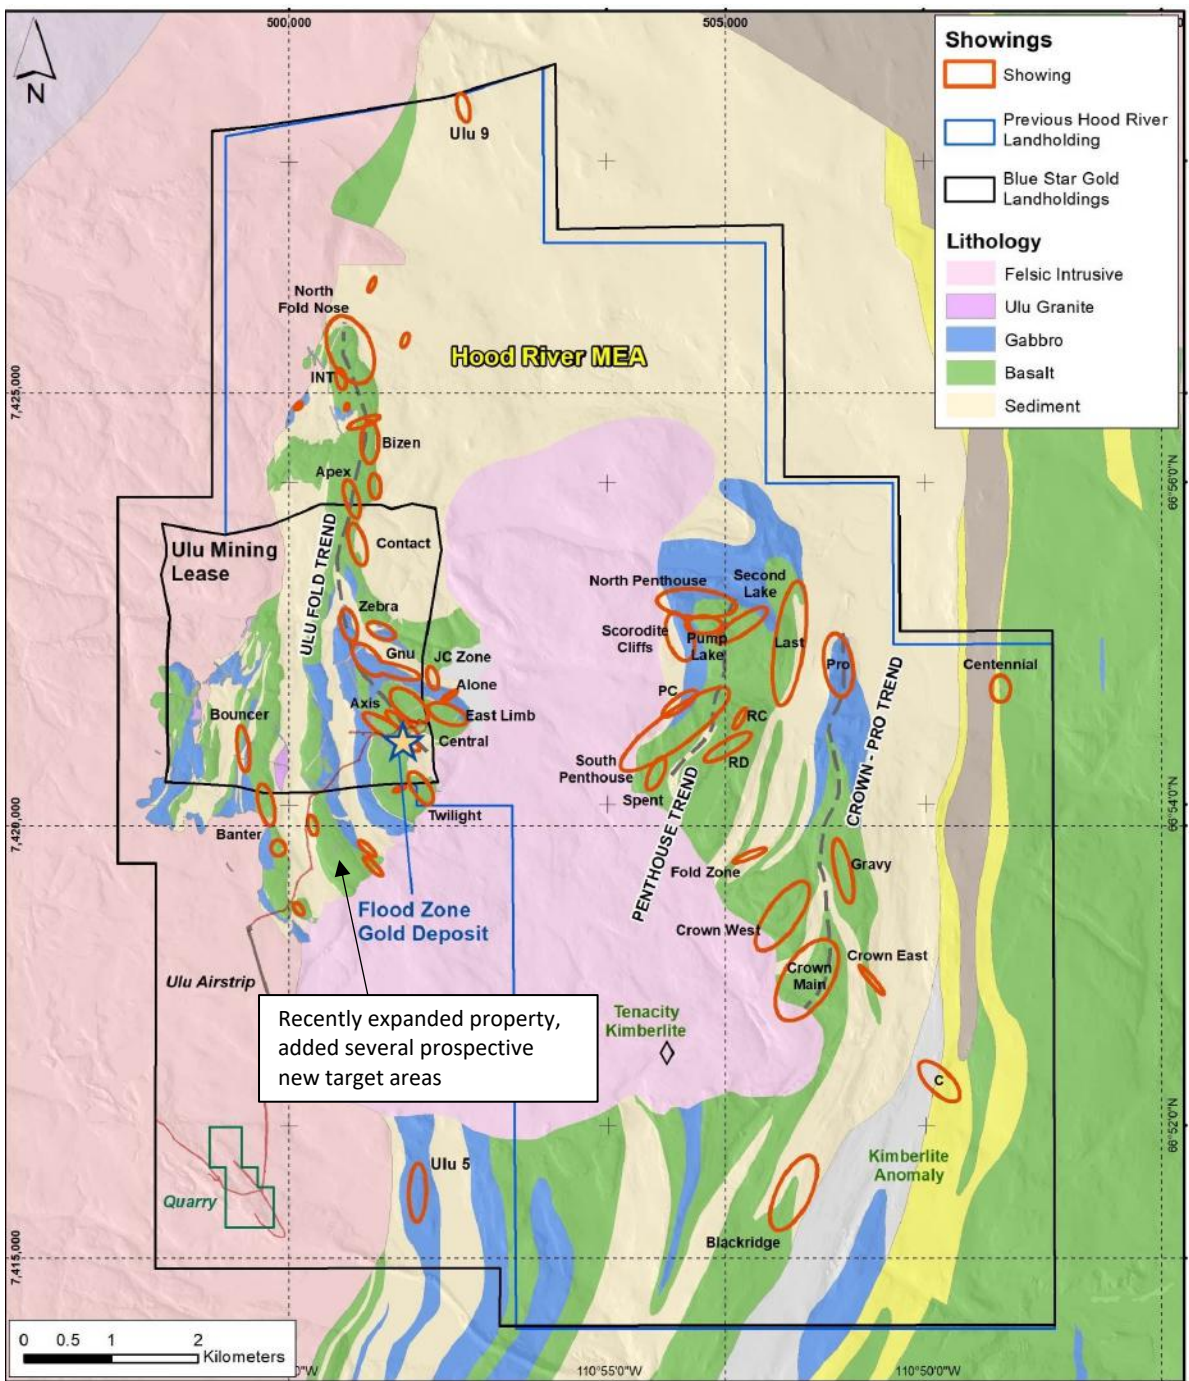 500,000
505,000
N
Showings
Showing
Previous Hood River
Landholding
Blue Star Gold
Landholdings
Lithology
Felsic Intrusive
Ulu Granite
Gabbro
Basalt
Sediment
Ulu 9
North
Fold Nose
INT
Hood River MEA
7,425,000
Bizen
Apex
66°56'0"N
Ulu Mining
Lease
ULU FOLD TREND
Contact
Zebra
Gnu
JC Zone
Alone
Axis
East Limb
Central
Bouncer
Banter
Twilight
North Penthouse
Second
Lake
Scorodite
Cliffs
Pump
Lake
Last
Pro
Centennial
PC
RC
RD
South
Penthouse
Spent
PENTHOUSE TREND
CROWN - PRO TREND
66°54'0"N
7,420,000
Fold Zone
Gravy
Flood Zone
Gold Deposit
Crown West
Crown East
Crown
Main
Ulu Airstrip
Recently expanded property,
added several prospective
new target areas
Tenacity
Kimberlite
C
66°52'0"N
Kimberlite
Anomaly
Ulu 5
Quarry
Blackridge
7,415,000
0 0.5 1 2
Kilometers
0"W
110°55'0"W
110°50'0"W